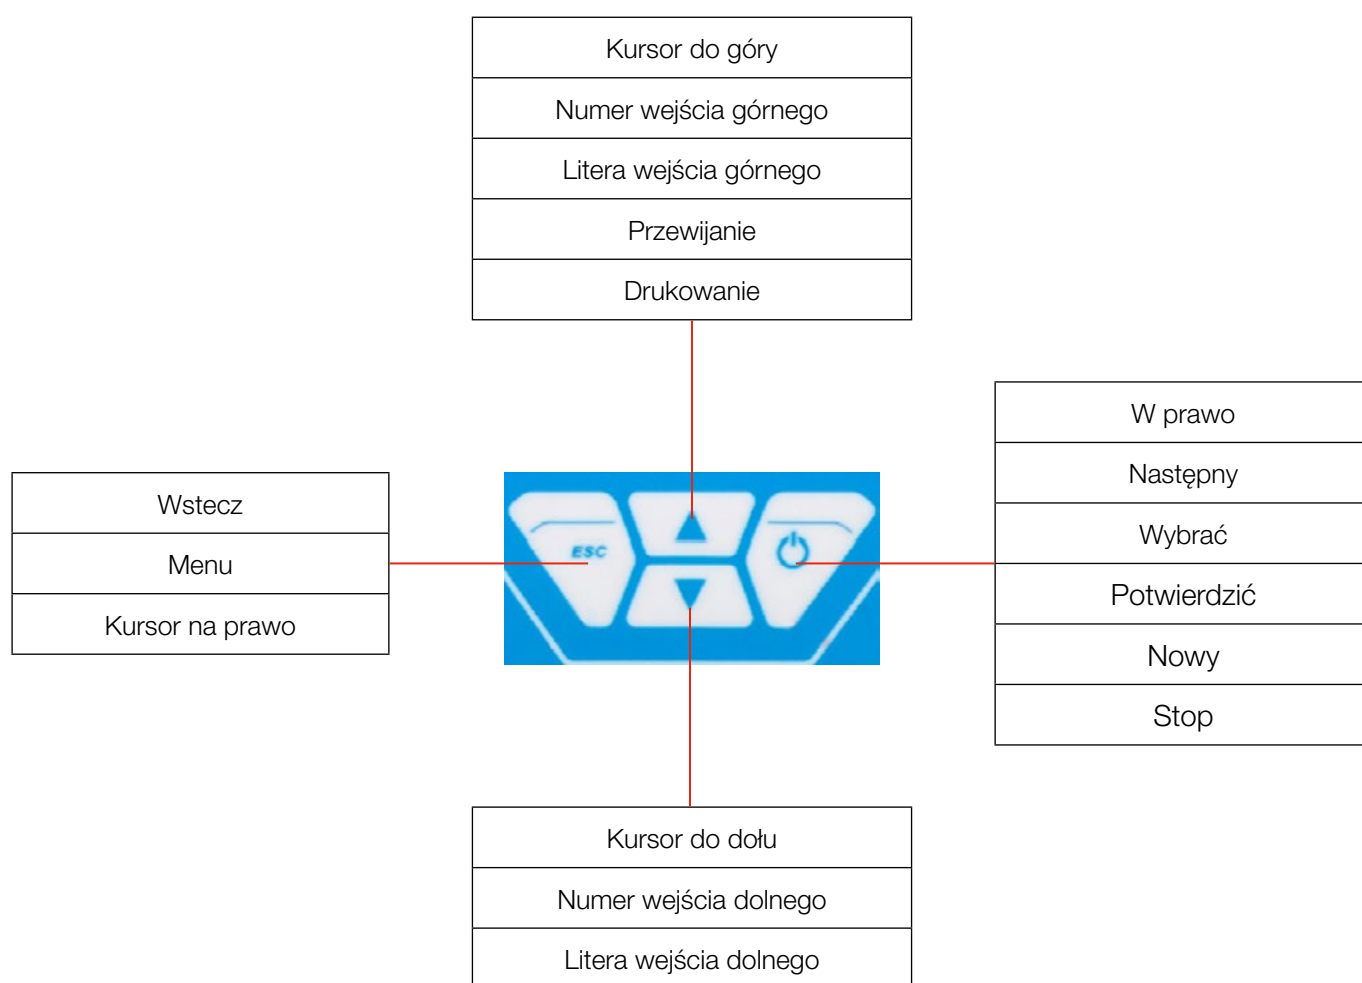 Kursor do góry
Numer wejścia górnego
Litera wejścia górnego
Przewijanie
Drukowanie
W prawo
Następny
Wybrać
Potwierdzić
Nowy
Stop
Wstecz
Menu
Kursor na prawo
ESC
Kursor do dołu
Numer wejścia dolnego
Litera wejścia dolnego